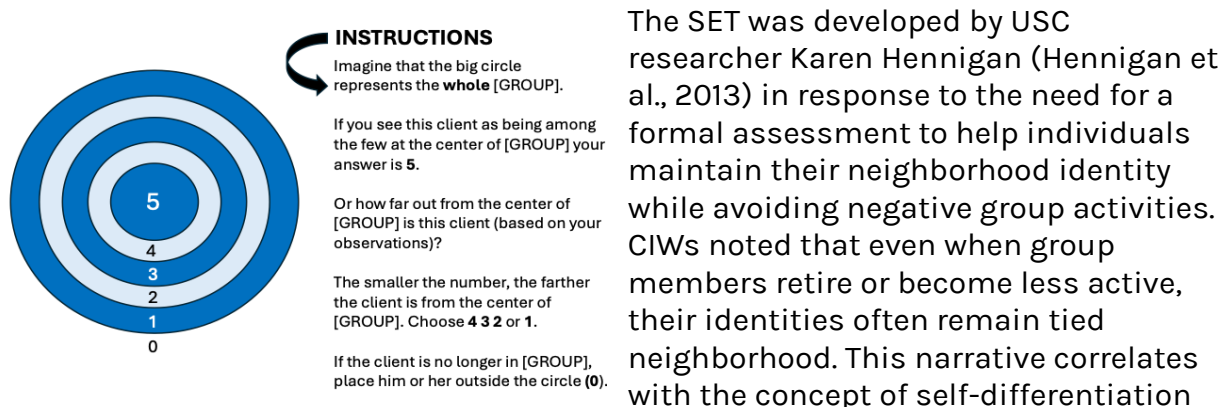 5
4
3
2
1
0
INSTRUCTIONS
Imagine that the big circle
represents the whole [GROUP].
If you see this client as being among
the few at the center of [GROUP] your
answer is 5.
Or how far out from the center of
[GROUP] is this client (based on your
observations)?
The smaller the number, the farther
the client is from the center of
[GROUP]. Choose 4 3 2 or 1.
If the client is no longer in [GROUP],
place him or her outside the circle (0).
The SET was developed by USC
researcher Karen Hennigan (Hennigan et
al., 2013) in response to the need for a
formal assessment to help individuals
maintain their neighborhood identity
while avoiding negative group activities.
CIWs noted that even when group
members retire or become less active,
their identities often remain tied
neighborhood. This narrative correlates
with the concept of self-differentiation